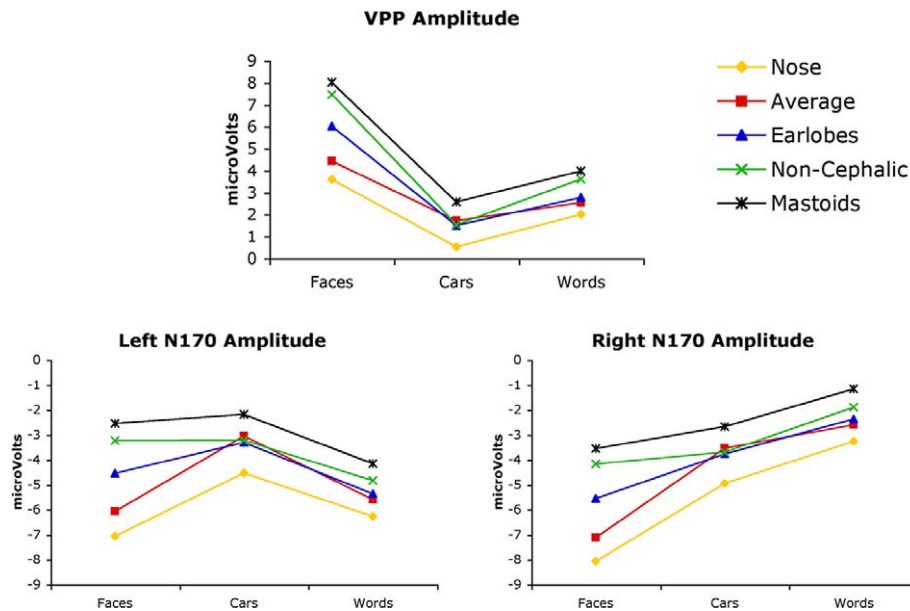 VPP Amplitude
9
8
7
6
5
4
3
2
1
0
microVolts
Faces Cars Words
Nose
Average
Earlobes
Non-Cephalic
Mastoids
Left N170 Amplitude
0
-1
-2
-3
-4
-5
-6
-7
-8
-9
microVolts
Faces Cars Words
Right N170 Amplitude
0
-1
-2
-3
-4
-5
-6
-7
-8
-9
microVolts
Faces Cars Words